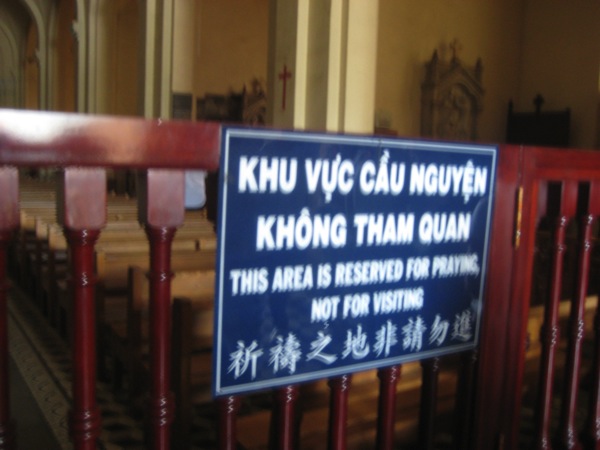 KHU VỰC CẦU NGUYỆN
KHÔNG THAM QUAN
THIS AREA IS RESERVED FOR PRAYING,
NOT FOR VISITING
祈禱之地非請勿進